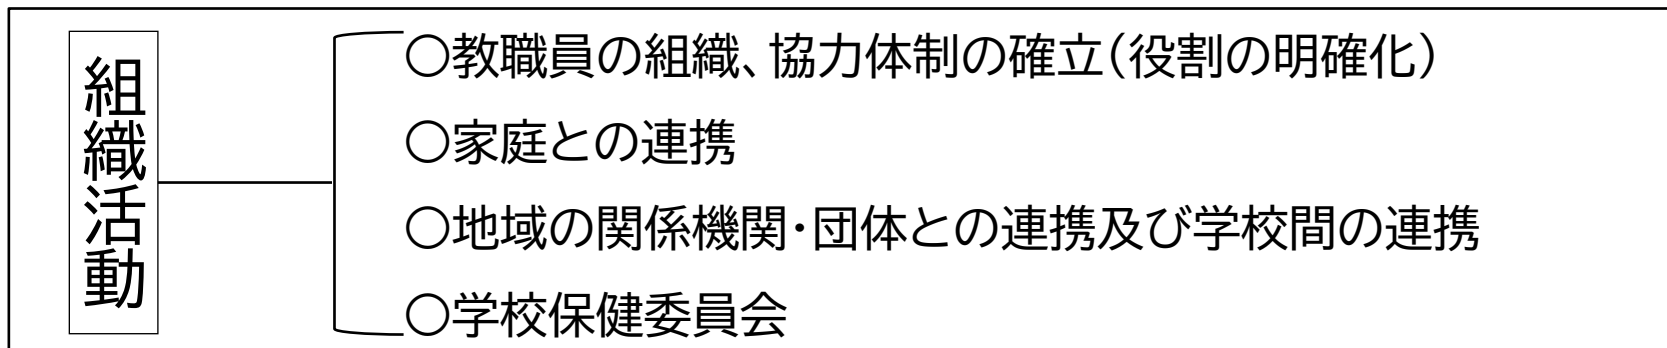 組織活動
○教職員の組織、協力体制の確立(役割の明確化)
○家庭との連携
○地域の関係機関・団体との連携及び学校間の連携
○学校保健委員会